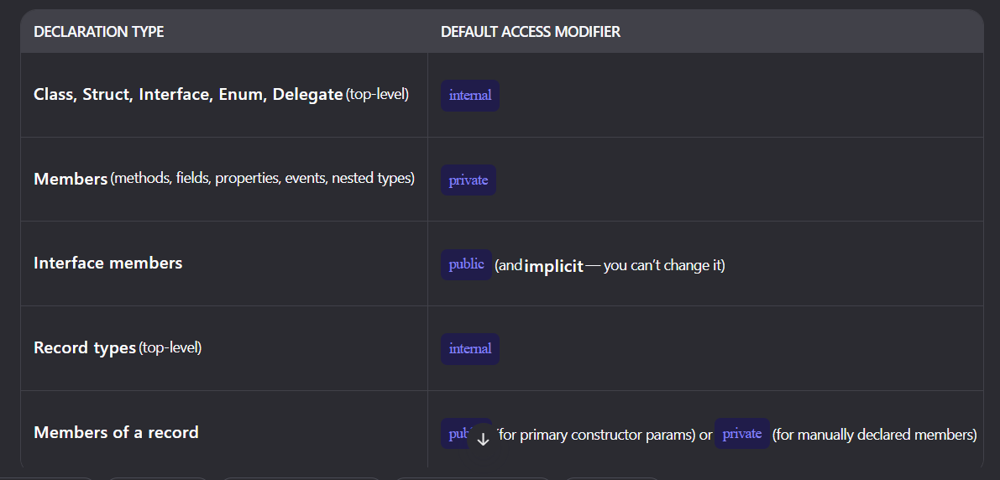 DECLARATION TYPE DEFAULT ACCESS MODIFIER
Class, Struct, Interface, Enum, Delegate (top-level) internal
Members (methods, fields, properties, events, nested types) private
Interface members public (and implicit — you can’t change it)
Record types (top-level) internal
Members of a record (for primary constructor params) or private (for manually declared members)